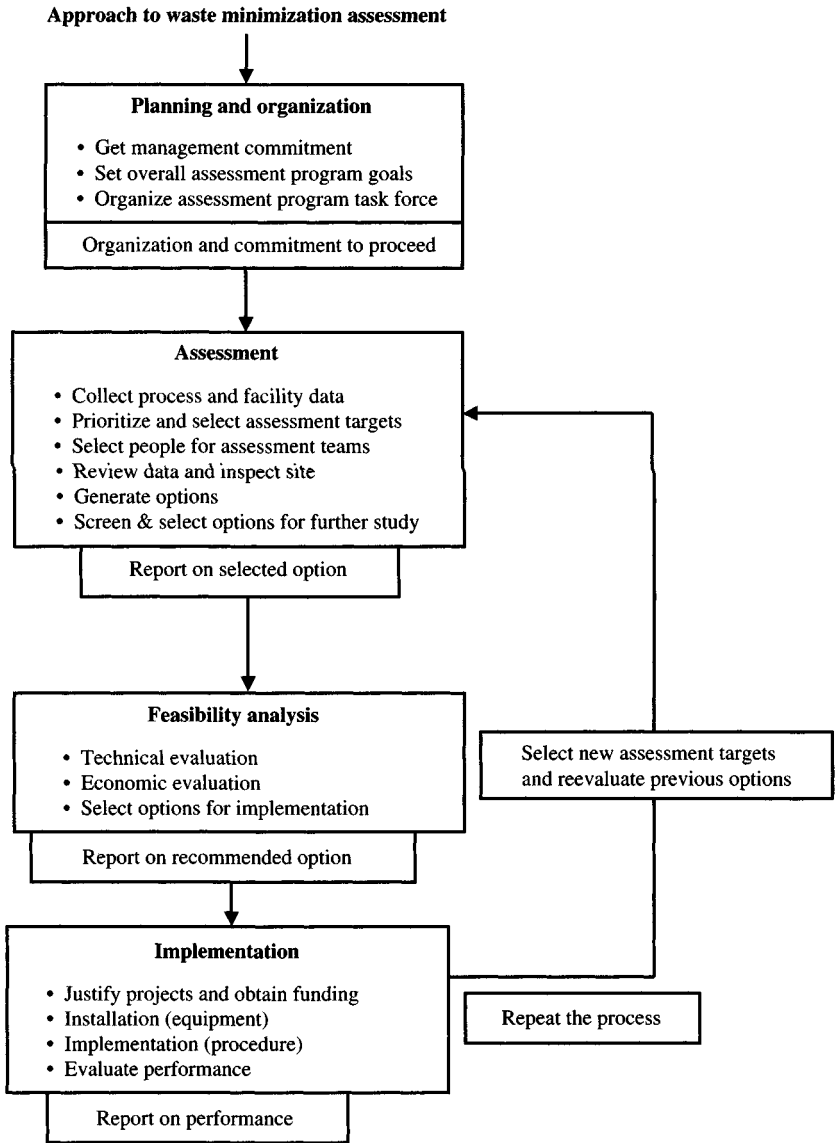 Approach to waste minimization assessment
Planning and organization
• Get management commitment
• Set overall assessment program goals
• Organize assessment program task force
Organization and commitment to proceed
Assessment
• Collect process and facility data
• Prioritize and select assessment targets
• Select people for assessment teams
• Review data and inspect site
• Generate options
• Screen & select options for further study
Report on selected option
Feasibility analysis
• Technical evaluation
• Economic evaluation
• Select options for implementation
Report on recommended option
Select new assessment targets
and reevaluate previous options
Implementation
• Justify projects and obtain funding
• Installation (equipment)
• Implementation (procedure)
• Evaluate performance
Report on performance
Repeat the process